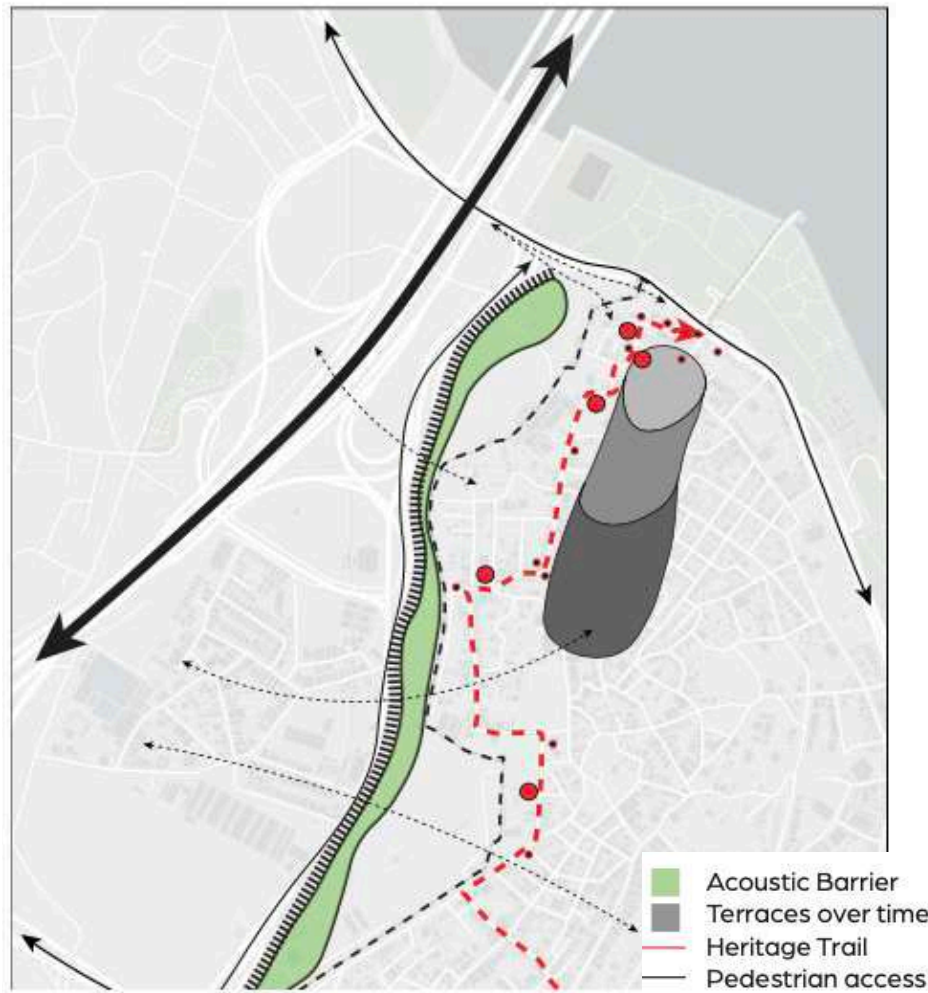 Acoustic Barrier
Terraces over time
Heritage Trail
Pedestrian access